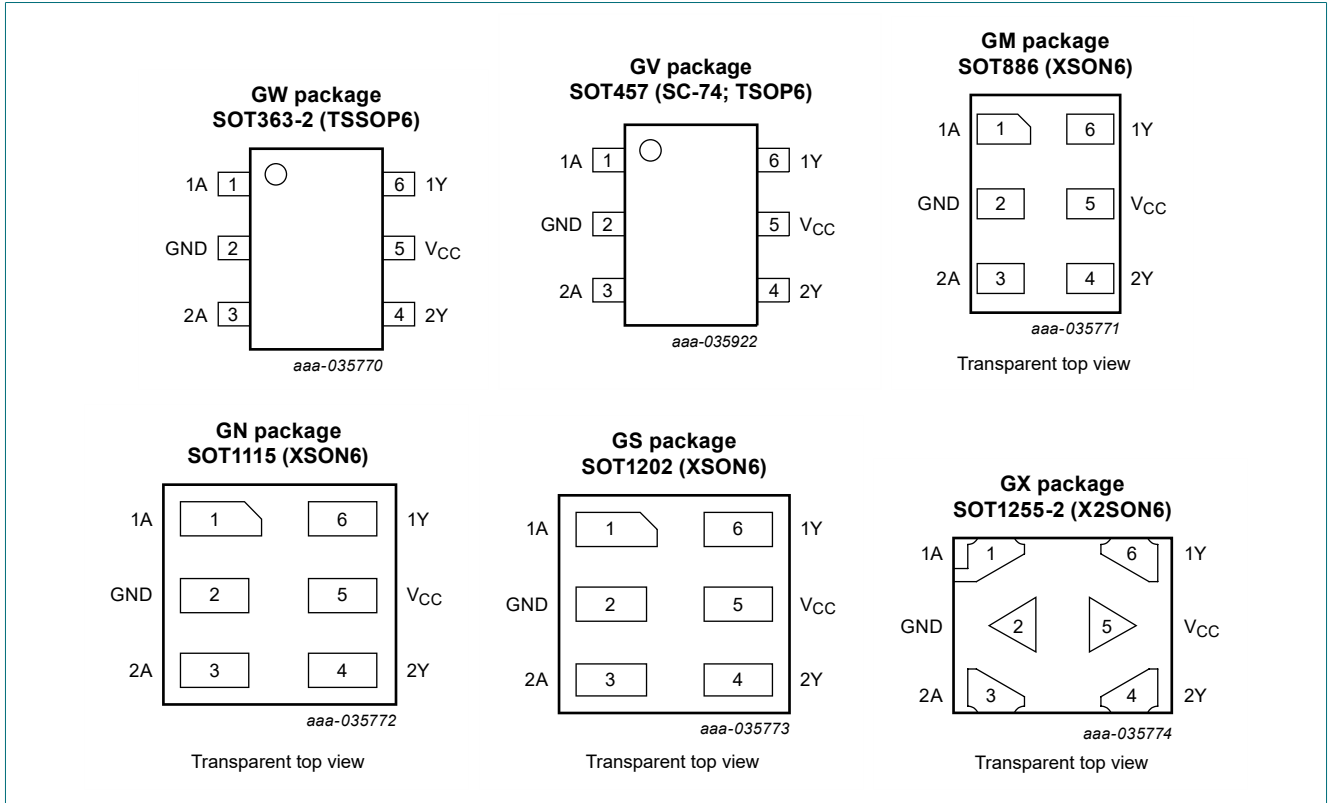 GW package
SOT363-2 (TSSOP6)
1A 1 6 1Y
GND 2 5 VCC
2A 3 4 2Y
aaa-035770
GV package
SOT457 (SC-74; TSOP6)
1A 1 6 1Y
GND 2 5 VCC
2A 3 4 2Y
aaa-035922
GM package
SOT886 (XSON6)
1A 1 6 1Y
GND 2 5 VCC
2A 3 4 2Y
aaa-035771
Transparent top view
GN package
SOT1115 (XSON6)
1A 1 6 1Y
GND 2 5 VCC
2A 3 4 2Y
aaa-035772
Transparent top view
GS package
SOT1202 (XSON6)
1A 1 6 1Y
GND 2 5 VCC
2A 3 4 2Y
aaa-035773
Transparent top view
GX package
SOT1255-2 (X2SON6)
1A 1 6 1Y
GND 2 5 VCC
2A 3 4 2Y
aaa-035774
Transparent top view